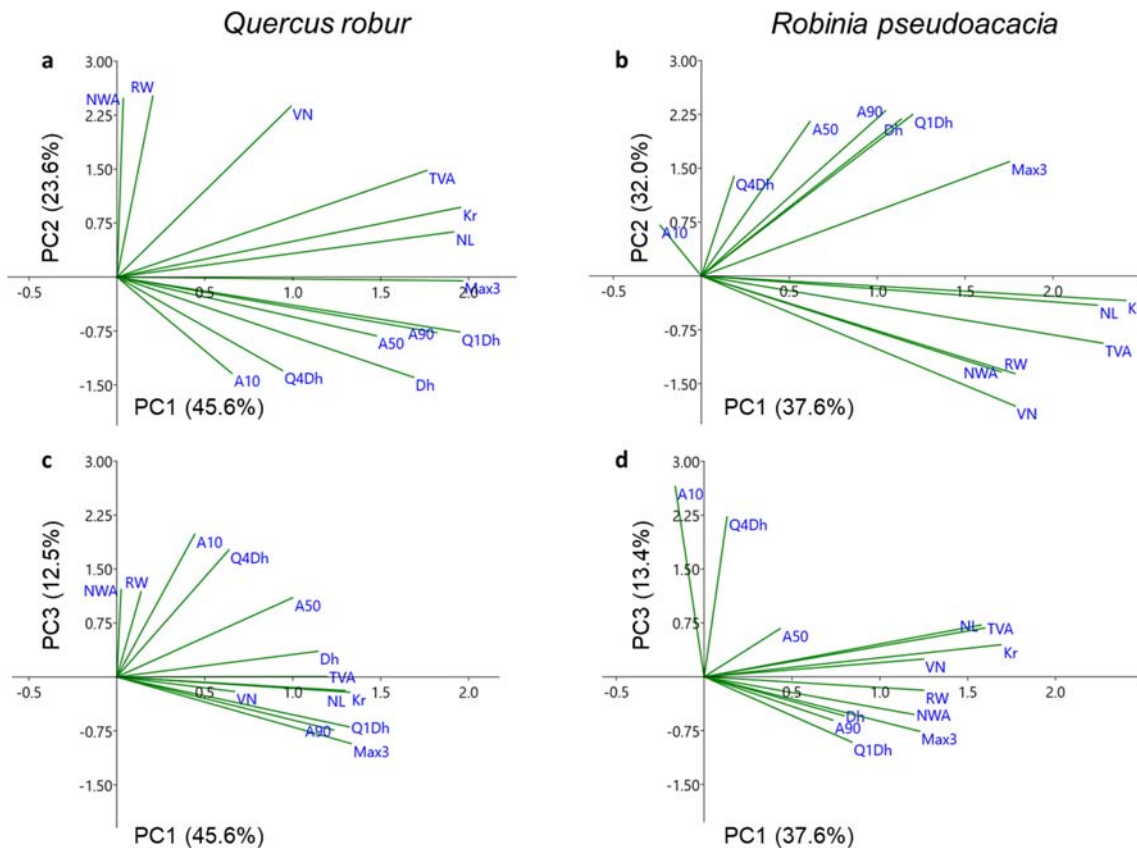 Quercus robur
Robinia pseudoacacia
a
3.00
2.25
1.50
0.75
-0.75
-1.50
-0.5
0.5
1.0
1.5
2.0
PC2 (23.6%)
PC1 (45.6%)
NWA
RW
VN
TVA
Kr
NL
Max3
A90
Q1Dh
A50
Q4Dh
A10
Dh
b
3.00
2.25
1.50
0.75
-0.75
-1.50
-0.5
0.5
1.0
1.5
2.0
PC2 (32.0%)
PC1 (37.6%)
A90
A50
Dh
Q1Dh
Max3
Q4Dh
A10
K
NL
TVA
RW
NWA
VN
c
3.00
2.25
1.50
0.75
-0.75
-1.50
-0.5
0.5
1.0
1.5
2.0
PC3 (12.5%)
PC1 (45.6%)
A10
Q4Dh
NWA
RW
A50
Dh
TVA
VN
NL
Kr
Q1Dh
A90
Max3
d
3.00
2.25
1.50
0.75
-0.75
-1.50
-0.5
0.5
1.0
1.5
2.0
PC3 (13.4%)
PC1 (37.6%)
A10
Q4Dh
A50
NL
TVA
Kr
VN
RW
NWA
Dh
A90
Max3
Q1Dh